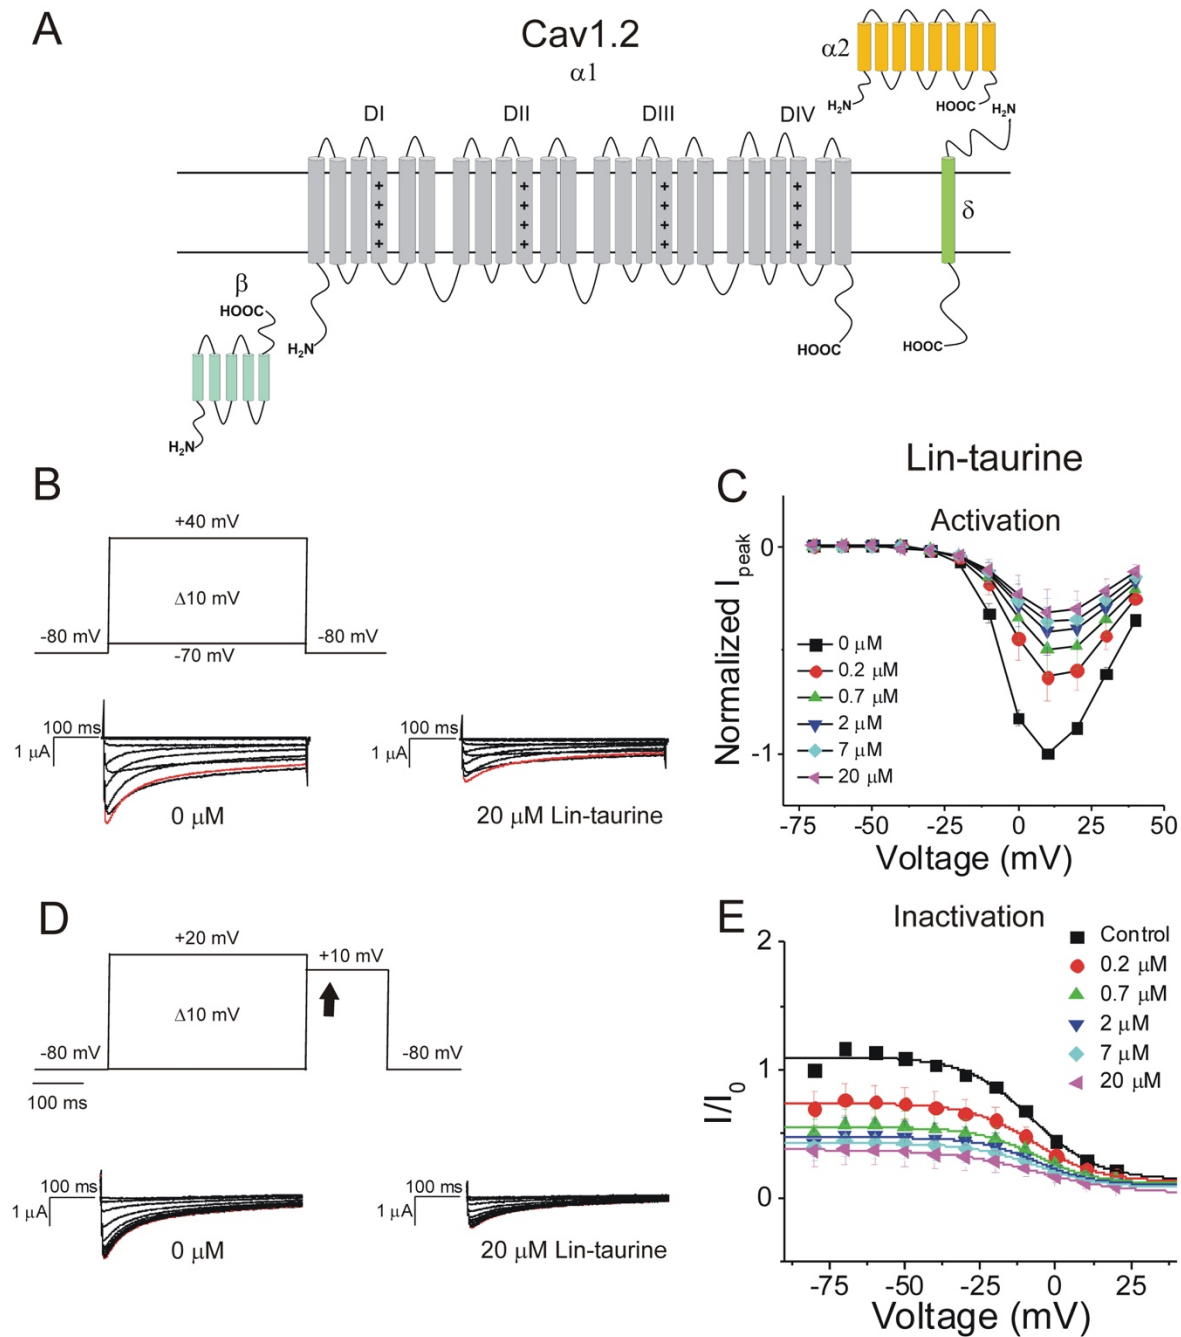 A
Cav1.2
α1
α2
H₂N
HOOC
H₂N
DI
DII
DIII
DIV
+ + + +
+ + + +
+ + + +
+ + + +
δ
β
HOOC
H₂N
HOOC
HOOC
H₂N
B
+40 mV
Δ10 mV
-80 mV
-80 mV
-70 mV
100 ms
1 μA
0 μM
100 ms
1 μA
20 μM Lin-taurine
Lin-taurine
C
Activation
Normalized I_peak
0
-1
0 μM
0.2 μM
0.7 μM
2 μM
7 μM
20 μM
-75
-50
-25
0
25
50
Voltage (mV)
D
+20 mV
+10 mV
Δ10 mV
-80 mV
-80 mV
100 ms
100 ms
1 μA
0 μM
100 ms
1 μA
20 μM Lin-taurine
E
Inactivation
Control
0.2 μM
0.7 μM
2 μM
7 μM
20 μM
I/I₀
2
1
0
-75
-50
-25
0
25
Voltage (mV)